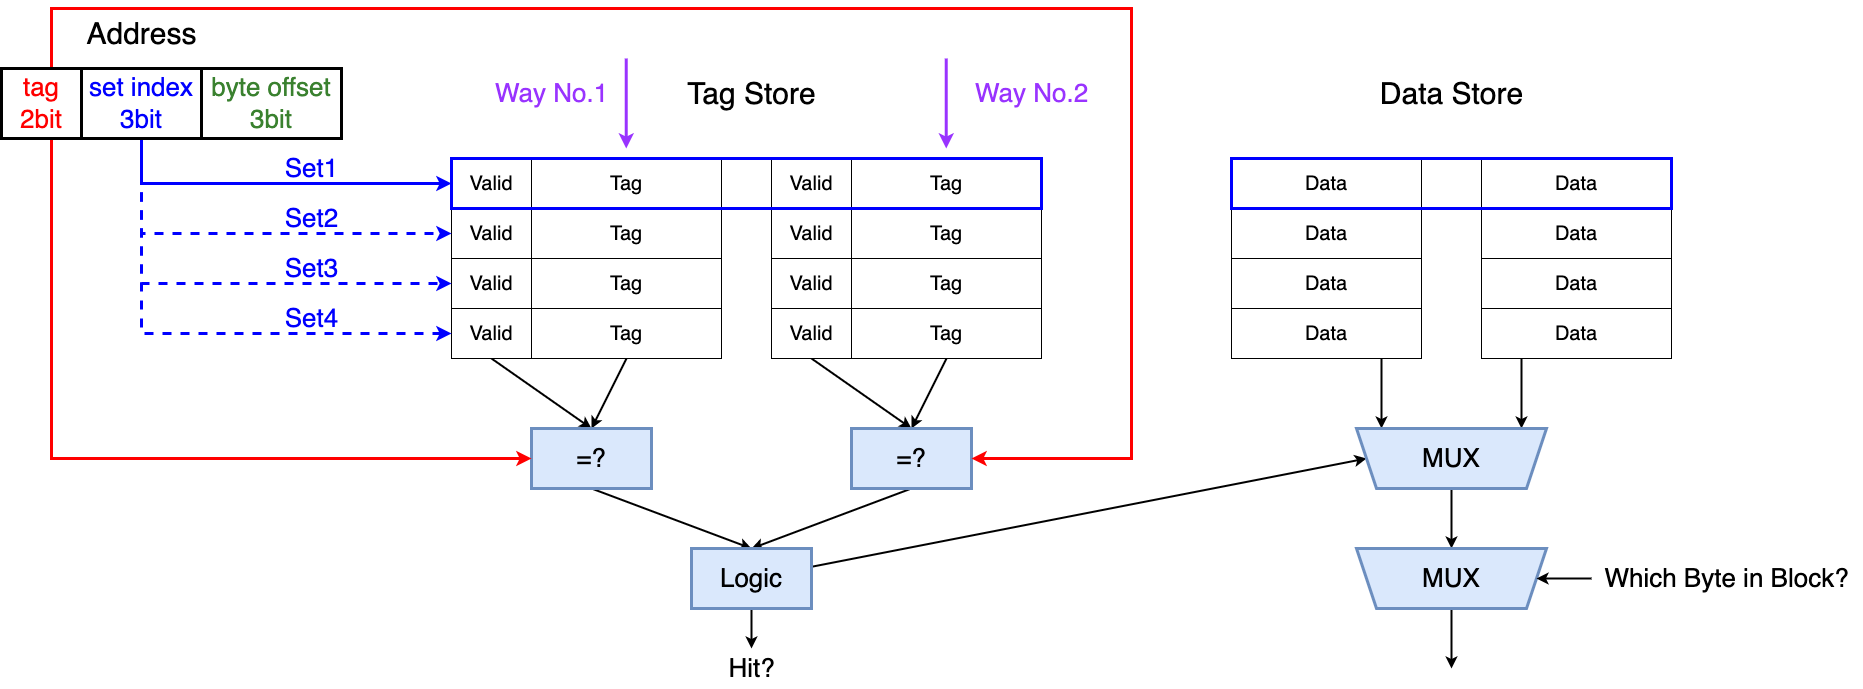 Address
tag set index byte offset
2bit 3bit 3bit
Way No.1 Tag Store Way No.2 Data Store
Set1 Valid Tag Valid Tag Data Data
Set2 Valid Tag Valid Tag Data Data
Set3 Valid Tag Valid Tag Data Data
Set4 Valid Tag Valid Tag Data Data
=? =? MUX
Logic MUX Which Byte in Block?
Hit?